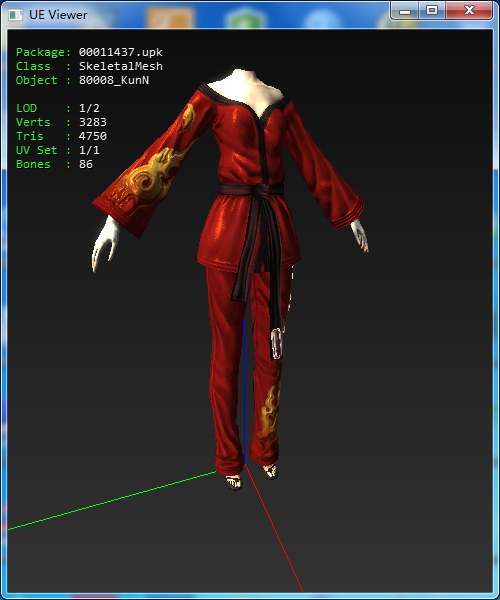 UE Viewer
Package: 00011437.upk
Class : SkeletalMesh
Object : 80008_KunN
LOD : 1/2
Verts : 3283
Tris : 4750
UV Set : 1/1
Bones : 86